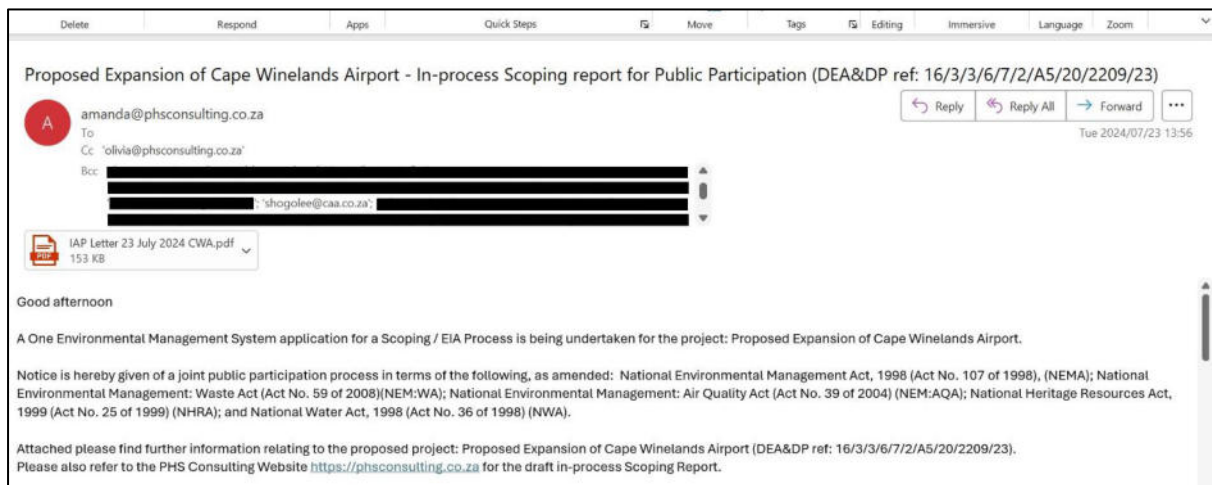 Delete Respond Apps Quick Steps Move Tags Editing Immersive Language Zoom
Proposed Expansion of Cape Winelands Airport - In-process Scoping report for Public Participation (DEA&DP ref: 16/3/3/6/7/2/A5/20/2209/23)
A
amanda@phsconsulting.co.za
Reply Reply All Forward ...
To
Tue 2024/07/23 13:56
Cc 'olivia@phsconsulting.co.za'
Bcc
'; 'shogolee@caa.co.za';
IAP Letter 23 July 2024 CWA.pdf
PDF
153 KB
Good afternoon
A One Environmental Management System application for a Scoping / EIA Process is being undertaken for the project: Proposed Expansion of Cape Winelands Airport.
Notice is hereby given of a joint public participation process in terms of the following, as amended: National Environmental Management Act, 1998 (Act No. 107 of 1998), (NEMA); National
Environmental Management: Waste Act (Act No. 59 of 2008)(NEM:WA); National Environmental Management: Air Quality Act (Act No. 39 of 2004) (NEM:AQA); National Heritage Resources Act,
1999 (Act No. 25 of 1999) (NHRA); and National Water Act, 1998 (Act No. 36 of 1998) (NWA).
Attached please find further information relating to the proposed project: Proposed Expansion of Cape Winelands Airport (DEA&DP ref: 16/3/3/6/7/2/A5/20/2209/23).
Please also refer to the PHS Consulting Website https://phsconsulting.co.za for the draft in-process Scoping Report.